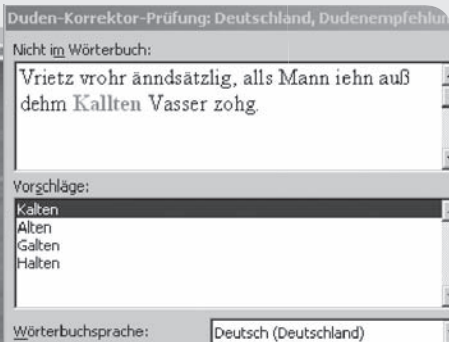 Duden-Korrektor-Prüfung: Deutschland, Dudenempfehlun
Nicht im Wörterbuch:
Vrietz vrohr änndsätzlig, alls Mann iehn auß
dehm Kallten Vasser zohg.
Vorschläge:
Kalten
Alten
Galten
Halten
Wörterbuchsprache:
Deutsch (Deutschland)